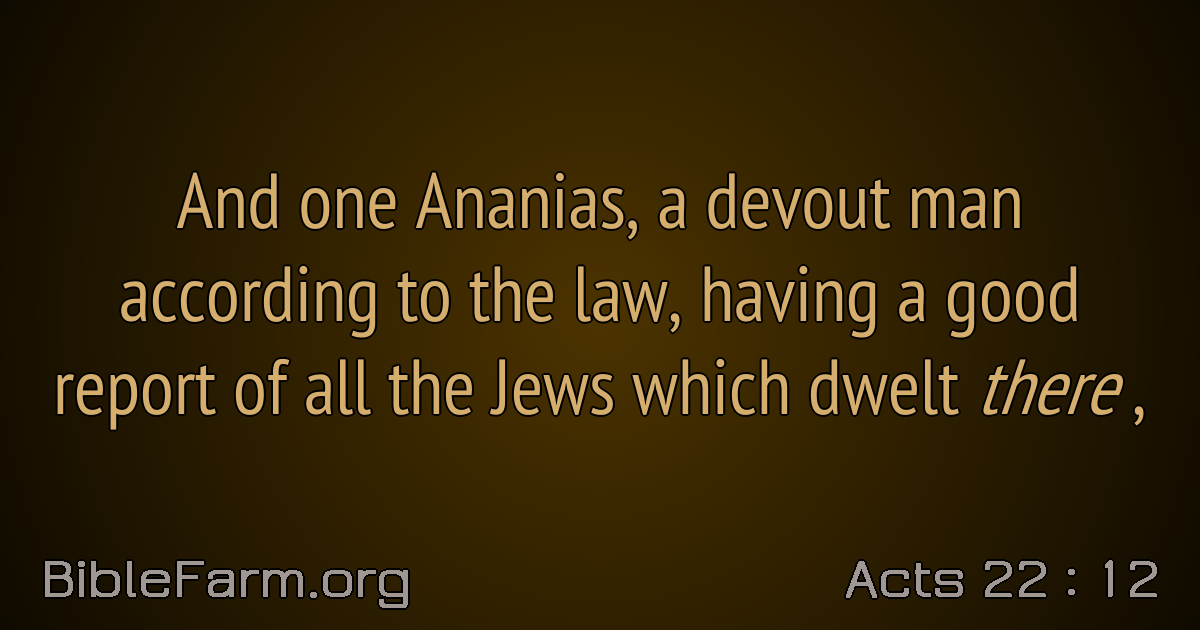 And one Ananias, a devout man
according to the law, having a good
report of all the Jews which dwelt there ,
BibleFarm.org
Acts 22 : 12